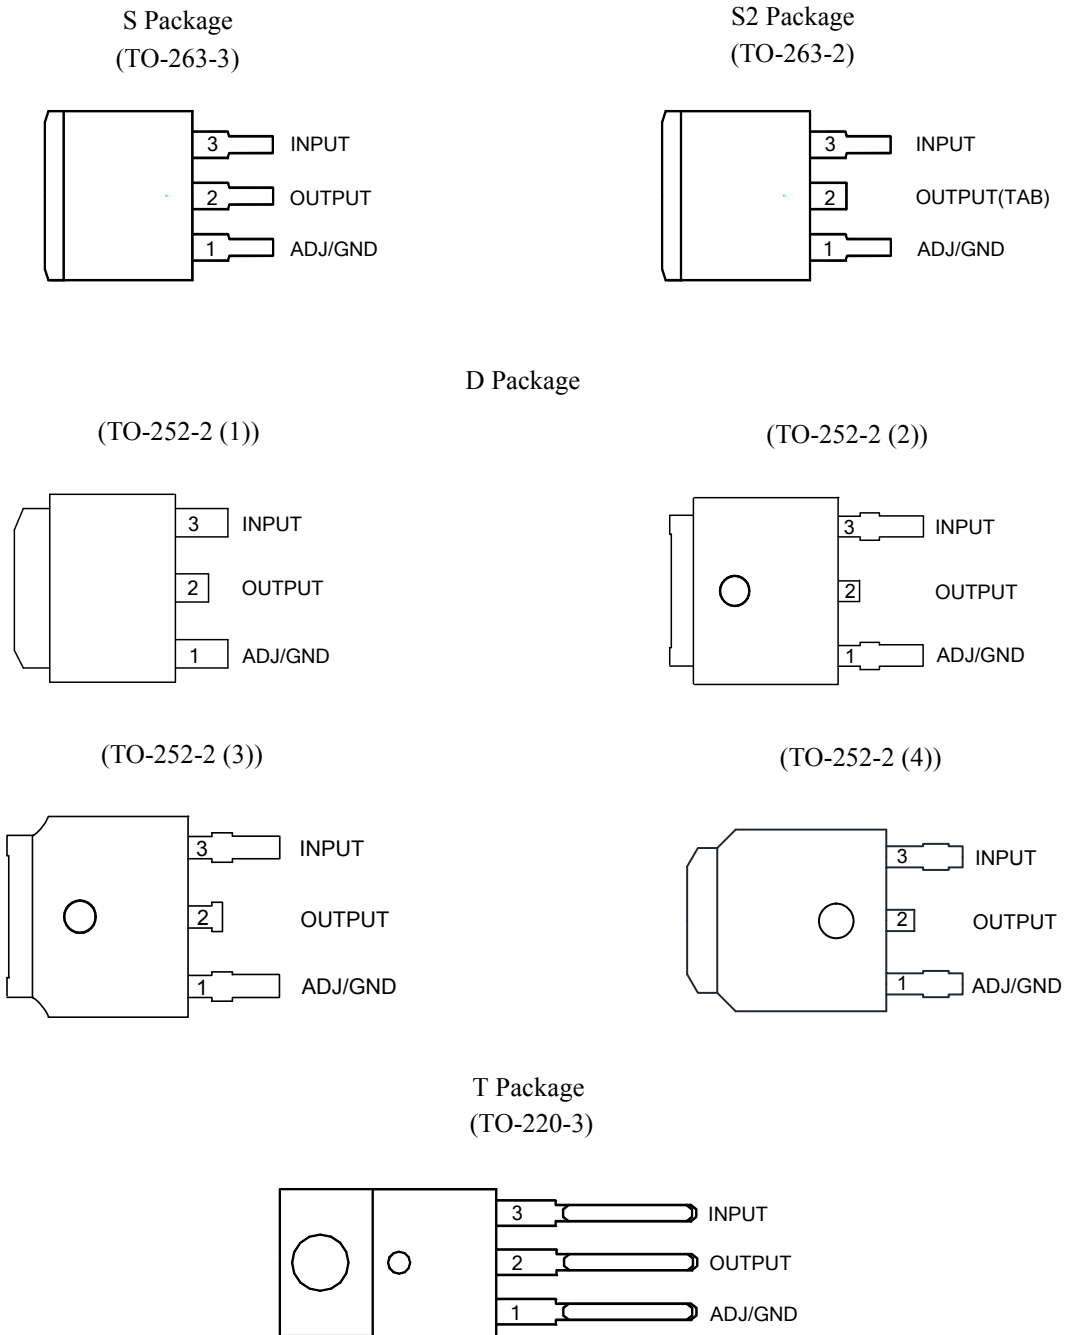 S Package
(TO-263-3)
3 INPUT
2 OUTPUT
1 ADJ/GND
S2 Package
(TO-263-2)
3 INPUT
2 OUTPUT(TAB)
1 ADJ/GND
D Package
(TO-252-2 (1))
3 INPUT
2 OUTPUT
1 ADJ/GND
(TO-252-2 (2))
3 INPUT
2 OUTPUT
1 ADJ/GND
(TO-252-2 (3))
3 INPUT
2 OUTPUT
1 ADJ/GND
(TO-252-2 (4))
3 INPUT
2 OUTPUT
1 ADJ/GND
T Package
(TO-220-3)
3 INPUT
2 OUTPUT
1 ADJ/GND